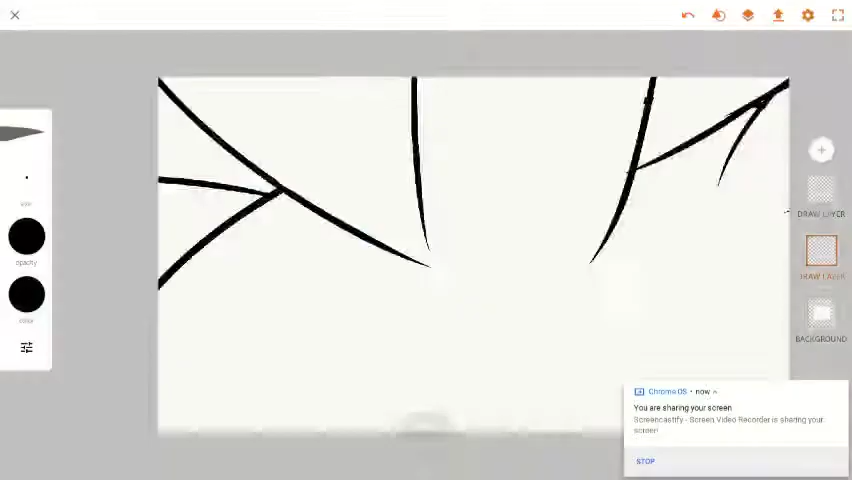 size
opacity
color
DRAW LAYER
DRAW LAYER
BACKGROUND
Chrome OS • now
You are sharing your screen
Screencastify - Screen Video Recorder is sharing your
screen
STOP